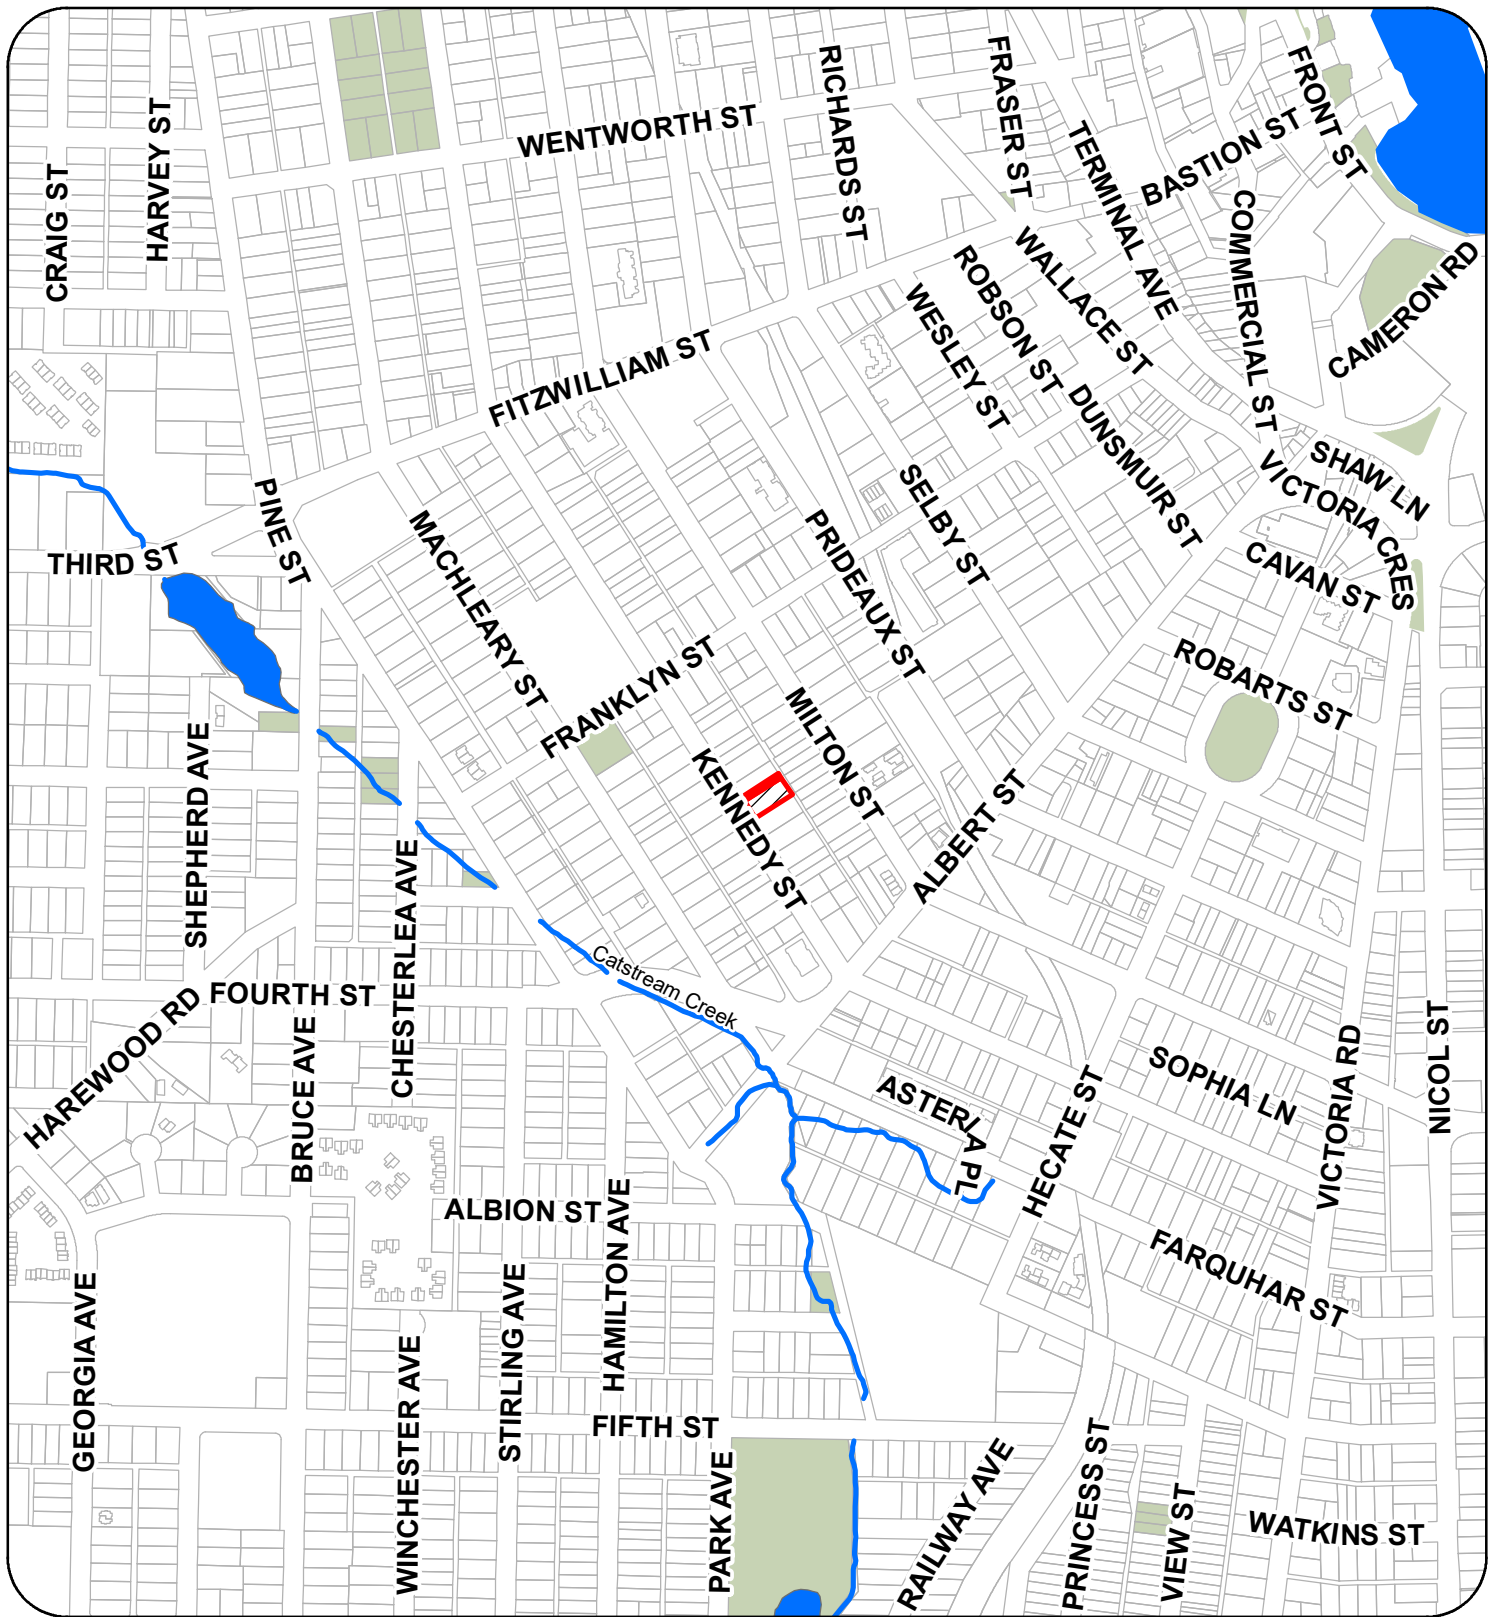 FRONT ST
RICHARDS ST
FRASER ST
HARVEY ST
WENTWORTH ST
TERMINAL AVE
BASTION ST
CRAIG ST
COMMERCIAL ST
WALLACE ST
ROBSON ST
CAMERON RD
WESLEY ST
FITZWILLIAM ST
DUNSMUIR ST
SHAW LN
VICTORIA CRES
SELBY ST
PINE ST
MACHLEARY ST
PRIDEAUX ST
THIRD ST
CAVAN ST
FRANKLYN ST
ROBARTS ST
MILTON ST
SHEPHERD AVE
KENNEDY ST
ALBERT ST
CHESTERLEA AVE
Catstream Creek
FOURTH ST
HAREWOOD RD
BRUCE AVE
NICOL ST
VICTORIA RD
SOPHIA LN
ASTERIA PL
HECATE ST
ALBION ST
HAMILTON AVE
FARQUHAR ST
STIRLING AVE
GEORGIA AVE
WINCHESTER AVE
FIFTH ST
PARK AVE
RAILWAY AVE
PRINCESS ST
VIEW ST
WATKINS ST